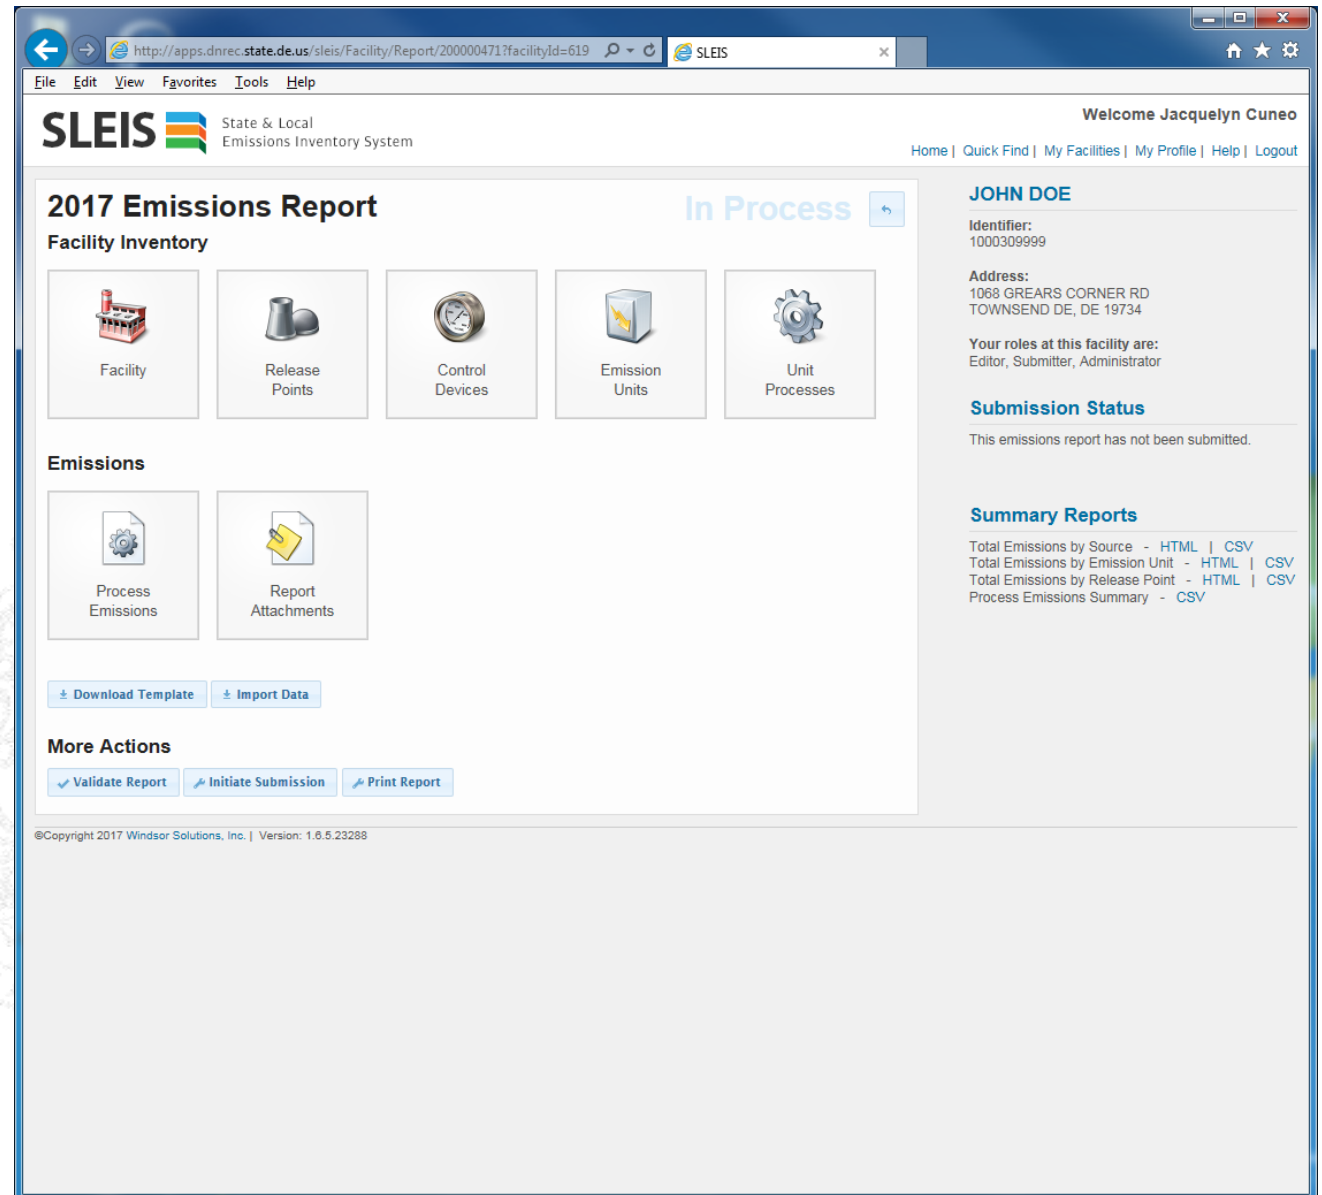 http://apps.dnrec.state.de.us/sleis/Facility/Report/200000471?facilityId=619
SLEIS
File Edit View Favorites Tools Help
SLEIS
State & Local
Emissions Inventory System
Welcome Jacquelyn Cuneo
Home | Quick Find | My Facilities | My Profile | Help | Logout
2017 Emissions Report
In Process
Facility Inventory
Facility
Release
Points
Control
Devices
Emission
Units
Unit
Processes
Emissions
Process
Emissions
Report
Attachments
Download Template
Import Data
More Actions
Validate Report
Initiate Submission
Print Report
JOHN DOE
Identifier:
1000309999
Address:
1068 GREARS CORNER RD
TOWNSEND DE, DE 19734
Your roles at this facility are:
Editor, Submitter, Administrator
Submission Status
This emissions report has not been submitted.
Summary Reports
Total Emissions by Source - HTML | CSV
Total Emissions by Emission Unit - HTML | CSV
Total Emissions by Release Point - HTML | CSV
Process Emissions Summary - CSV
©Copyright 2017 Windsor Solutions, Inc. | Version: 1.6.5.23288